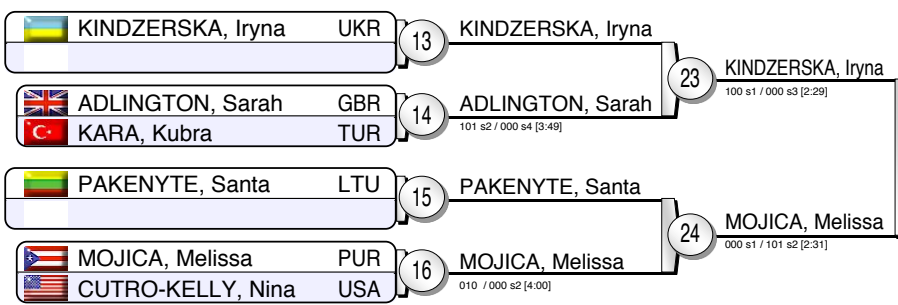 KINDZERSKA, Iryna UKR
13
KINDZERSKA, Iryna
ADLINGTON, Sarah GBR
KARA, Kubra TUR
14
ADLINGTON, Sarah
101 s2 / 000 s4 [3:49]
23
KINDZERSKA, Iryna
100 s1 / 000 s3 [2:29]
PAKENYTE, Santa LTU
15
PAKENYTE, Santa
MOJICA, Melissa PUR
CUTRO-KELLY, Nina USA
16
MOJICA, Melissa
010 / 000 s2 [4:00]
24
MOJICA, Melissa
000 s1 / 101 s2 [2:31]